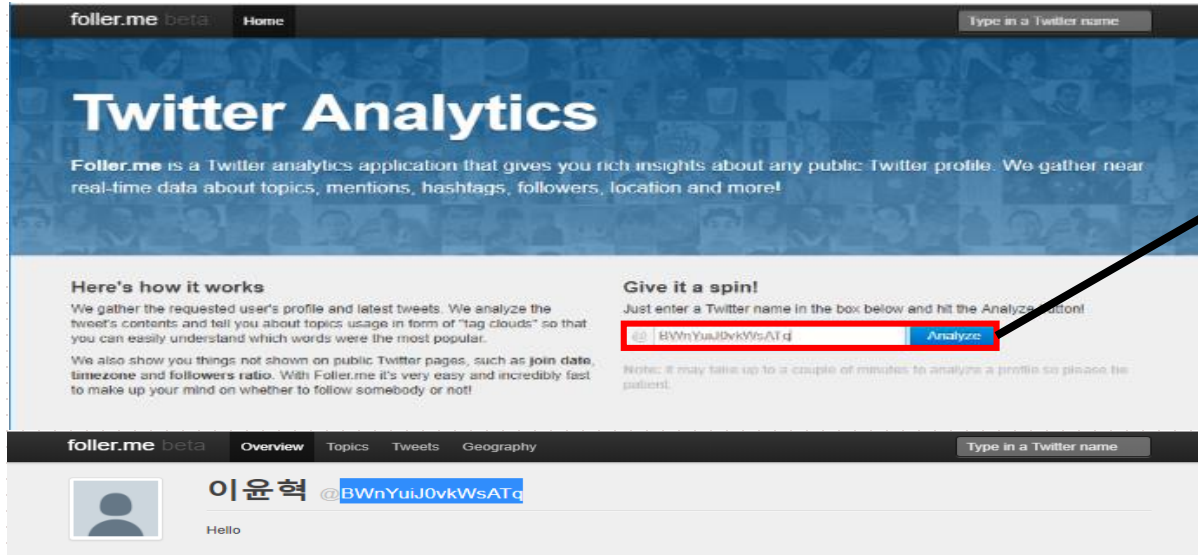 foller.me beta Home Type in a Twitter name
Twitter Analytics
Foller.me is a Twitter analytics application that gives you rich insights about any public Twitter profile. We gather near
real-time data about topics, mentions, hashtags, followers, location and more!
Here's how it works
We gather the requested user's profile and latest tweets. We analyze the
tweet's contents and tell you about topics usage in form of "tag clouds" so that
you can easily understand which words were the most popular.
We also show you things not shown on public Twitter pages, such as join date,
timezone and followers ratio. With Foller.me it's very easy and incredibly fast
to make up your mind on whether to follow somebody or not!
Give it a spin!
Just enter a Twitter name in the box below and hit the Analyze button!
@ BWnYuiJ0vkWsATq Analyze
Note: it may take up to a couple of minutes to analyze a profile so please be
patient.
foller.me beta Overview Topics Tweets Geography Type in a Twitter name
이윤혁 @BWnYuiJ0vkWsATq
Hello